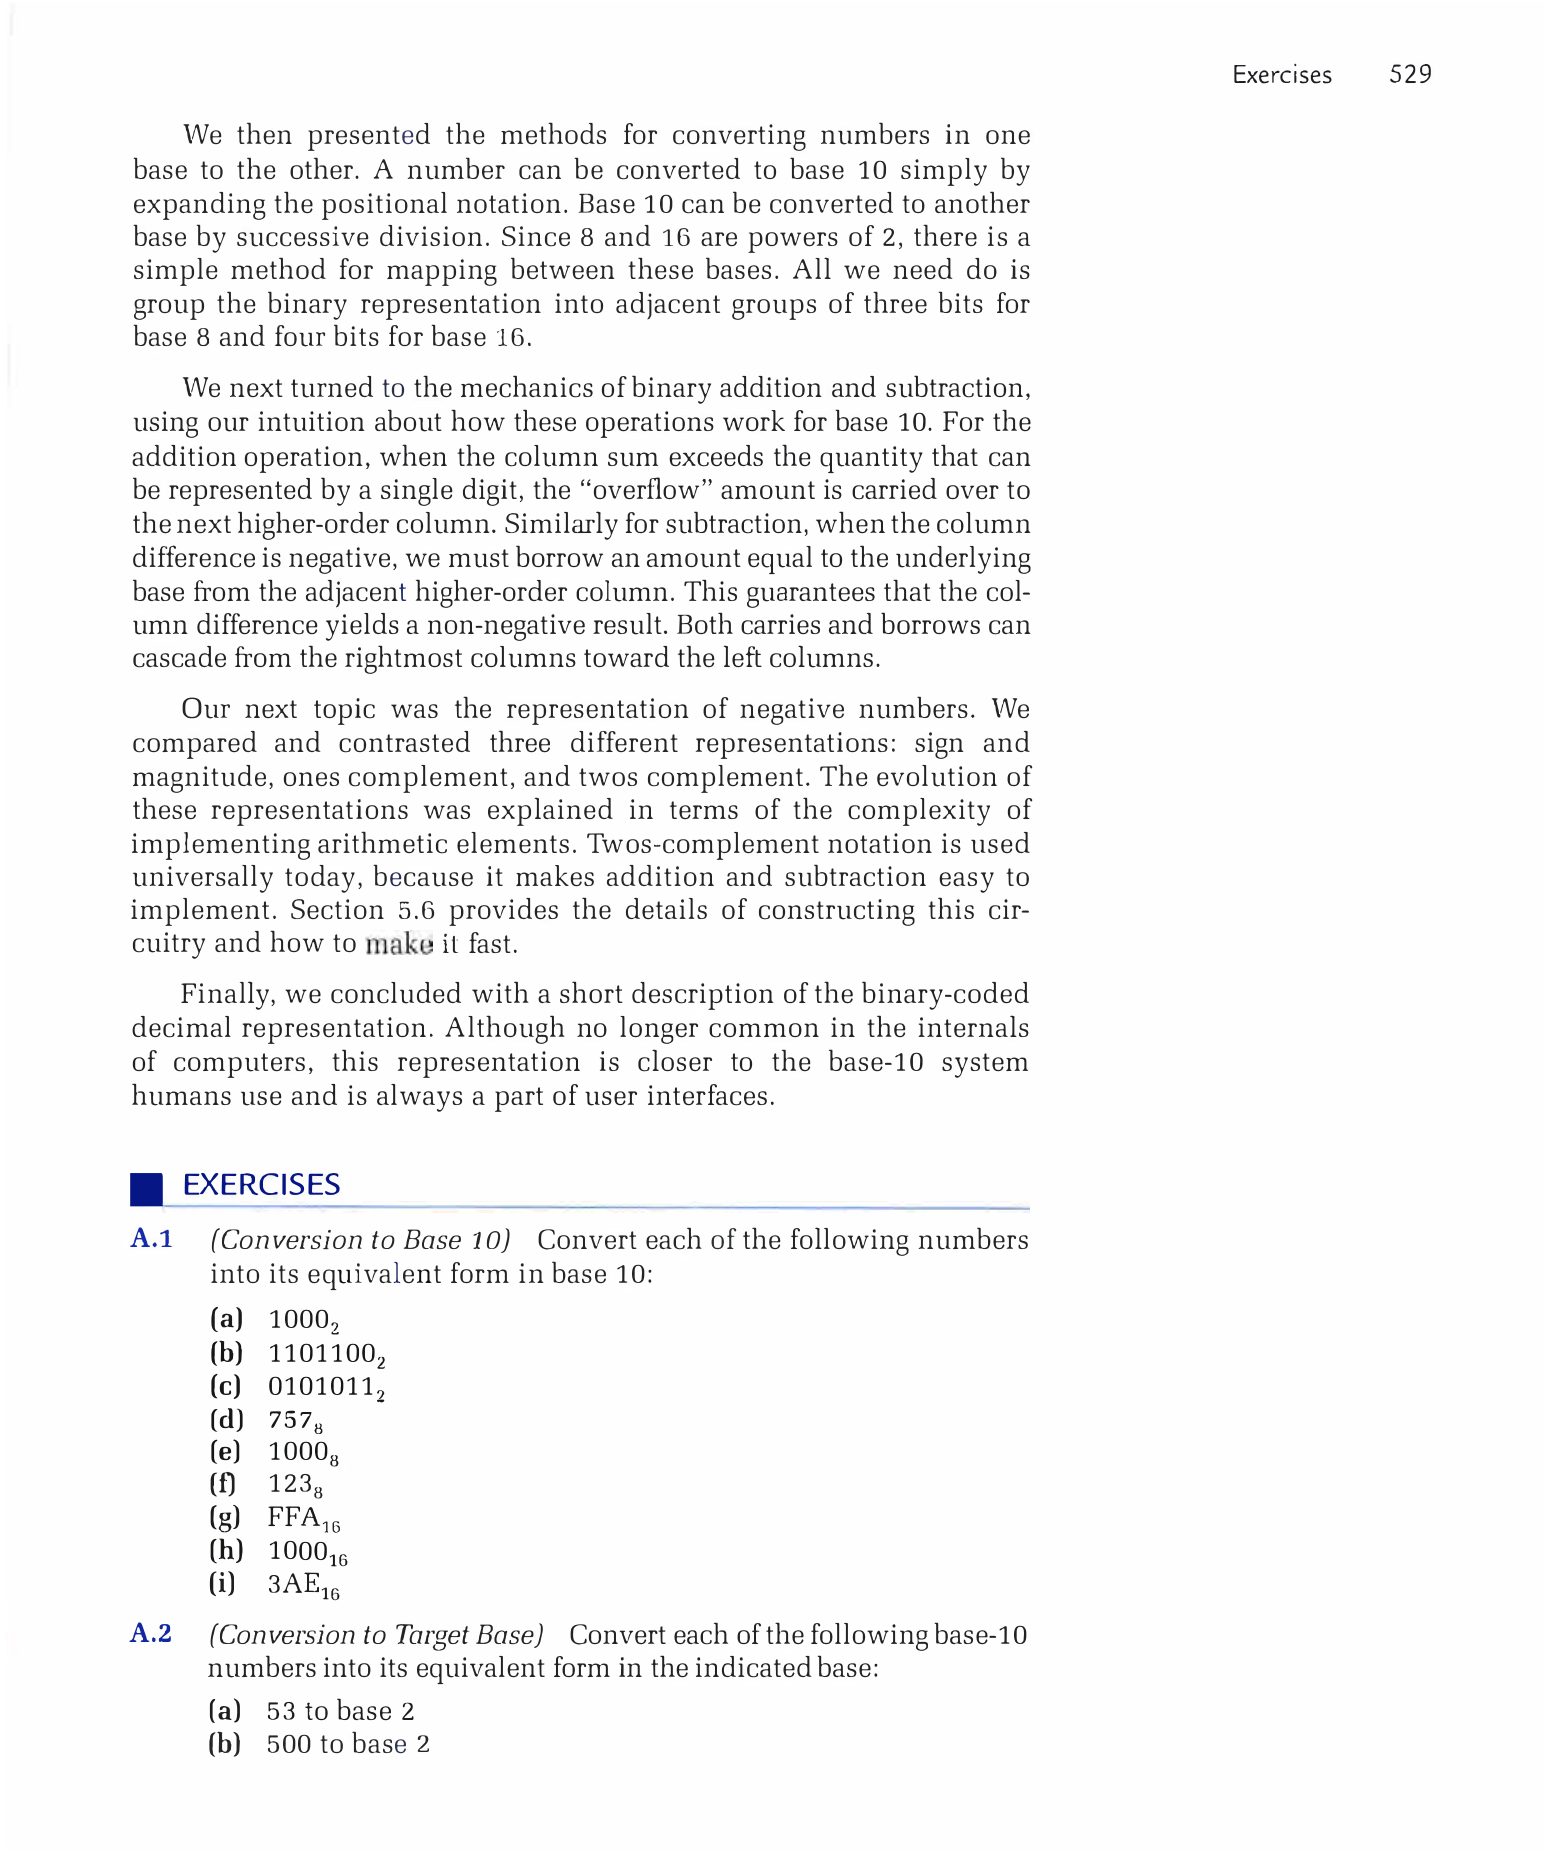 Exercises 529
We then presented the methods for converting numbers in one
base to the other. A number can be converted to base 10 simply by
expanding the positional notation. Base 10 can be converted to another
base by successive division. Since 8 and 16 are powers of 2, there is a
simple method for mapping between these bases. All we need do is
group the binary representation into adjacent groups of three bits for
base 8 and four bits for base 16.
We next turned to the mechanics of binary addition and subtraction,
using our intuition about how these operations work for base 10. For the
addition operation, when the column sum exceeds the quantity that can
be represented by a single digit, the “overflow” amount is carried over to
the next higher-order column. Similarly for subtraction, when the column
difference is negative, we must borrow an amount equal to the underlying
base from the adjacent higher-order column. This guarantees that the col-
umn difference yields a non-negative result. Both carries and borrows can
cascade from the rightmost columns toward the left columns.
Our next topic was the representation of negative numbers. We
compared and contrasted three different representations: sign and
magnitude, ones complement, and twos complement. The evolution of
these representations was explained in terms of the complexity of
implementing arithmetic elements. Twos-complement notation is used
universally today, because it makes addition and subtraction easy to
implement. Section 5.6 provides the details of constructing this cir-
cuitry and how to make it fast.
Finally, we concluded with a short description of the binary-coded
decimal representation. Although no longer common in the internals
of computers, this representation is closer to the base-10 system
humans use and is always a part of user interfaces.
EXERCISES
A.1 (Conversion to Base 10) Convert each of the following numbers
into its equivalent form in base 10:
(a) 1000₂
(b) 1101100₂
(c) 0101011₂
(d) 757₈
(e) 1000₈
(f) 123₈
(g) FFA₁₆
(h) 1000₁₆
(i) 3AE₁₆
A.2 (Conversion to Target Base) Convert each of the following base-10
numbers into its equivalent form in the indicated base:
(a) 53 to base 2
(b) 500 to base 2